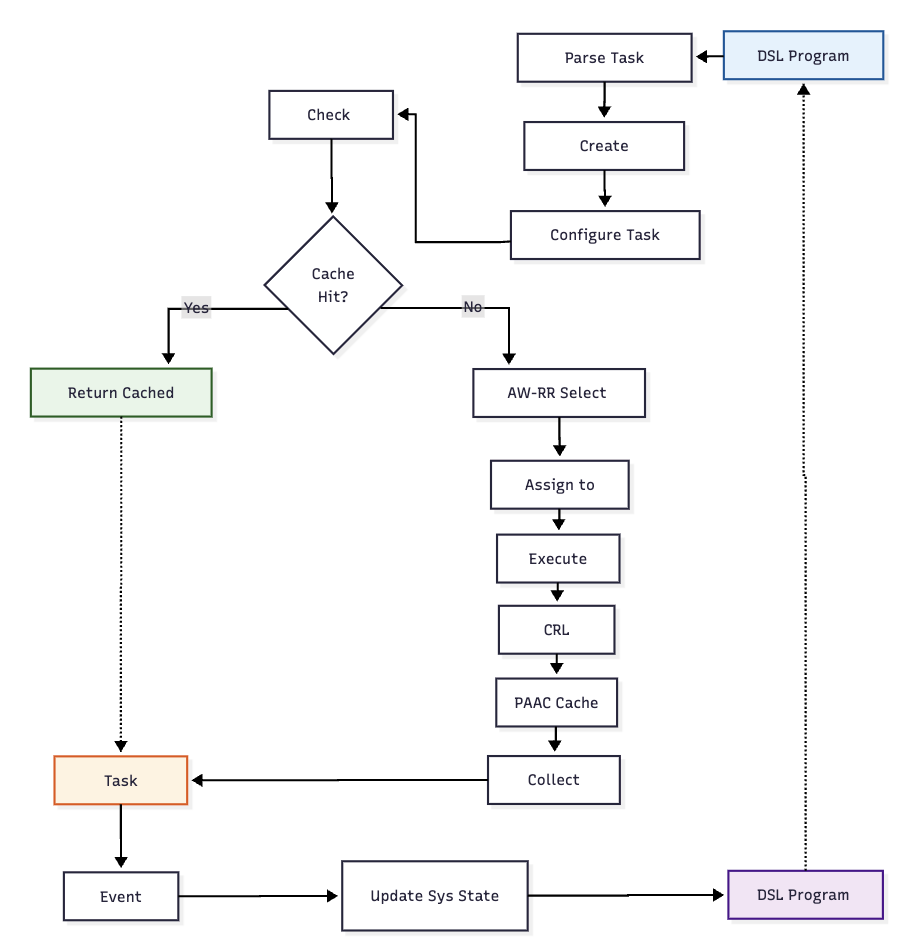 DSL Program
Parse Task
Create
Configure Task
Check
Cache
Hit?
Yes
No
Return Cached
AW-RR Select
Assign to
Execute
CRL
PAAC Cache
Collect
Task
Event
Update Sys State
DSL Program